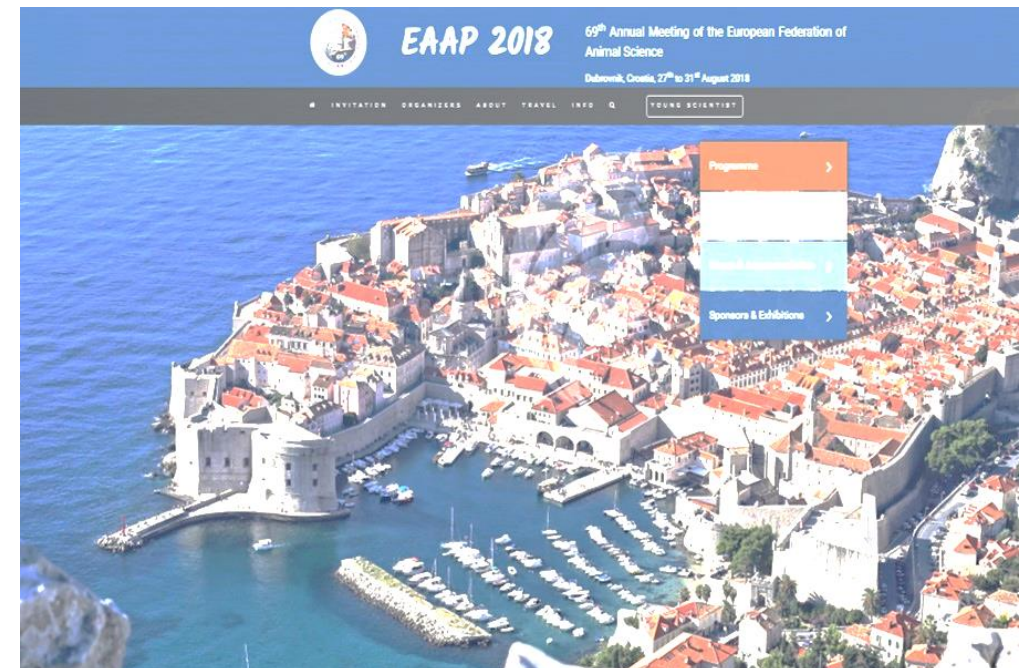 EAAP 2018
69th Annual Meeting of the European Federation of
Animal Science
Dubrovnik, Croatia, 27th to 31st August 2018
INVITATION ORGANIZERS ABOUT TRAVEL INFO YOUNG SCIENTIST
Programme
Sponsors & Exhibitions